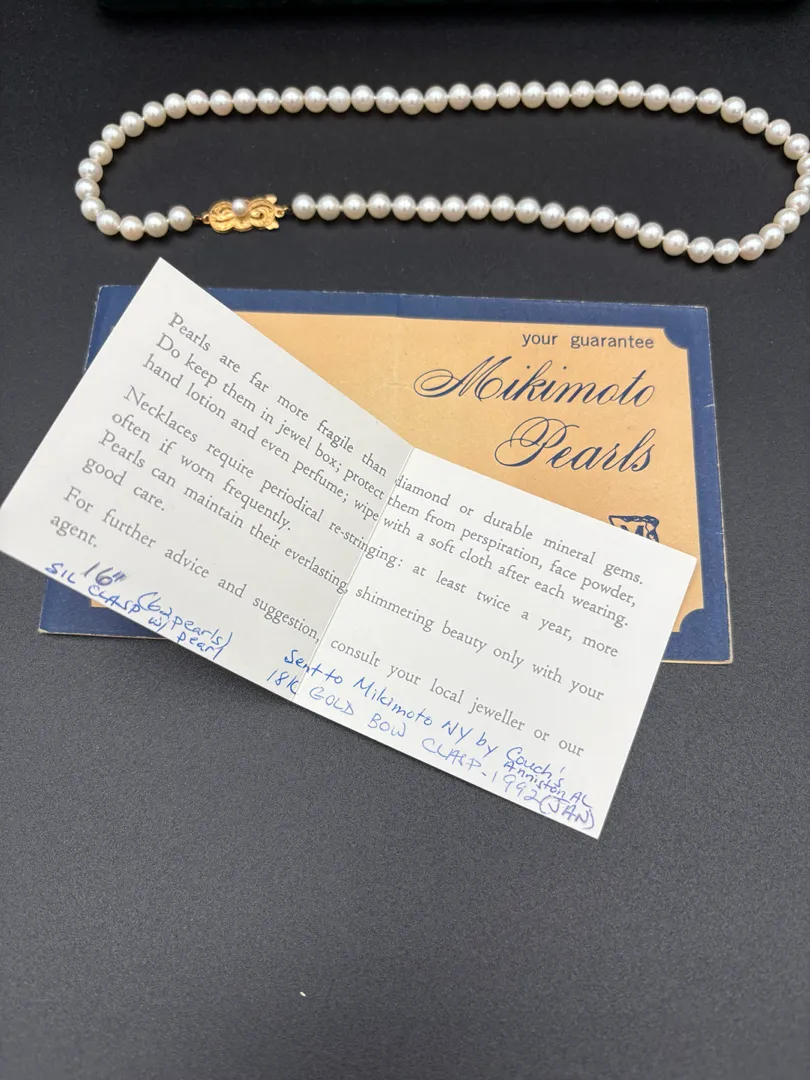 your guarantee
Mikimoto
Pearls
M
Pearls are far more fragile than diamond or durable mineral gems.
Do keep them in jewel box; protect them from perspiration, face powder,
hand lotion and even perfume; wipe with a soft cloth after each wearing.
Necklaces require periodical re-stringing: at least twice a year, more
often if worn frequently.
Pearls can maintain their everlasting, shimmering beauty only with your
good care.
For further advice and suggestion, consult your local jeweller or our
agent.
16" (62 pearls)
SIL CLASP w/ pearl
Sent to Mikimoto NY by Couch's
Anniston AL
18K GOLD BOW CLASP - 1992 (JAN)